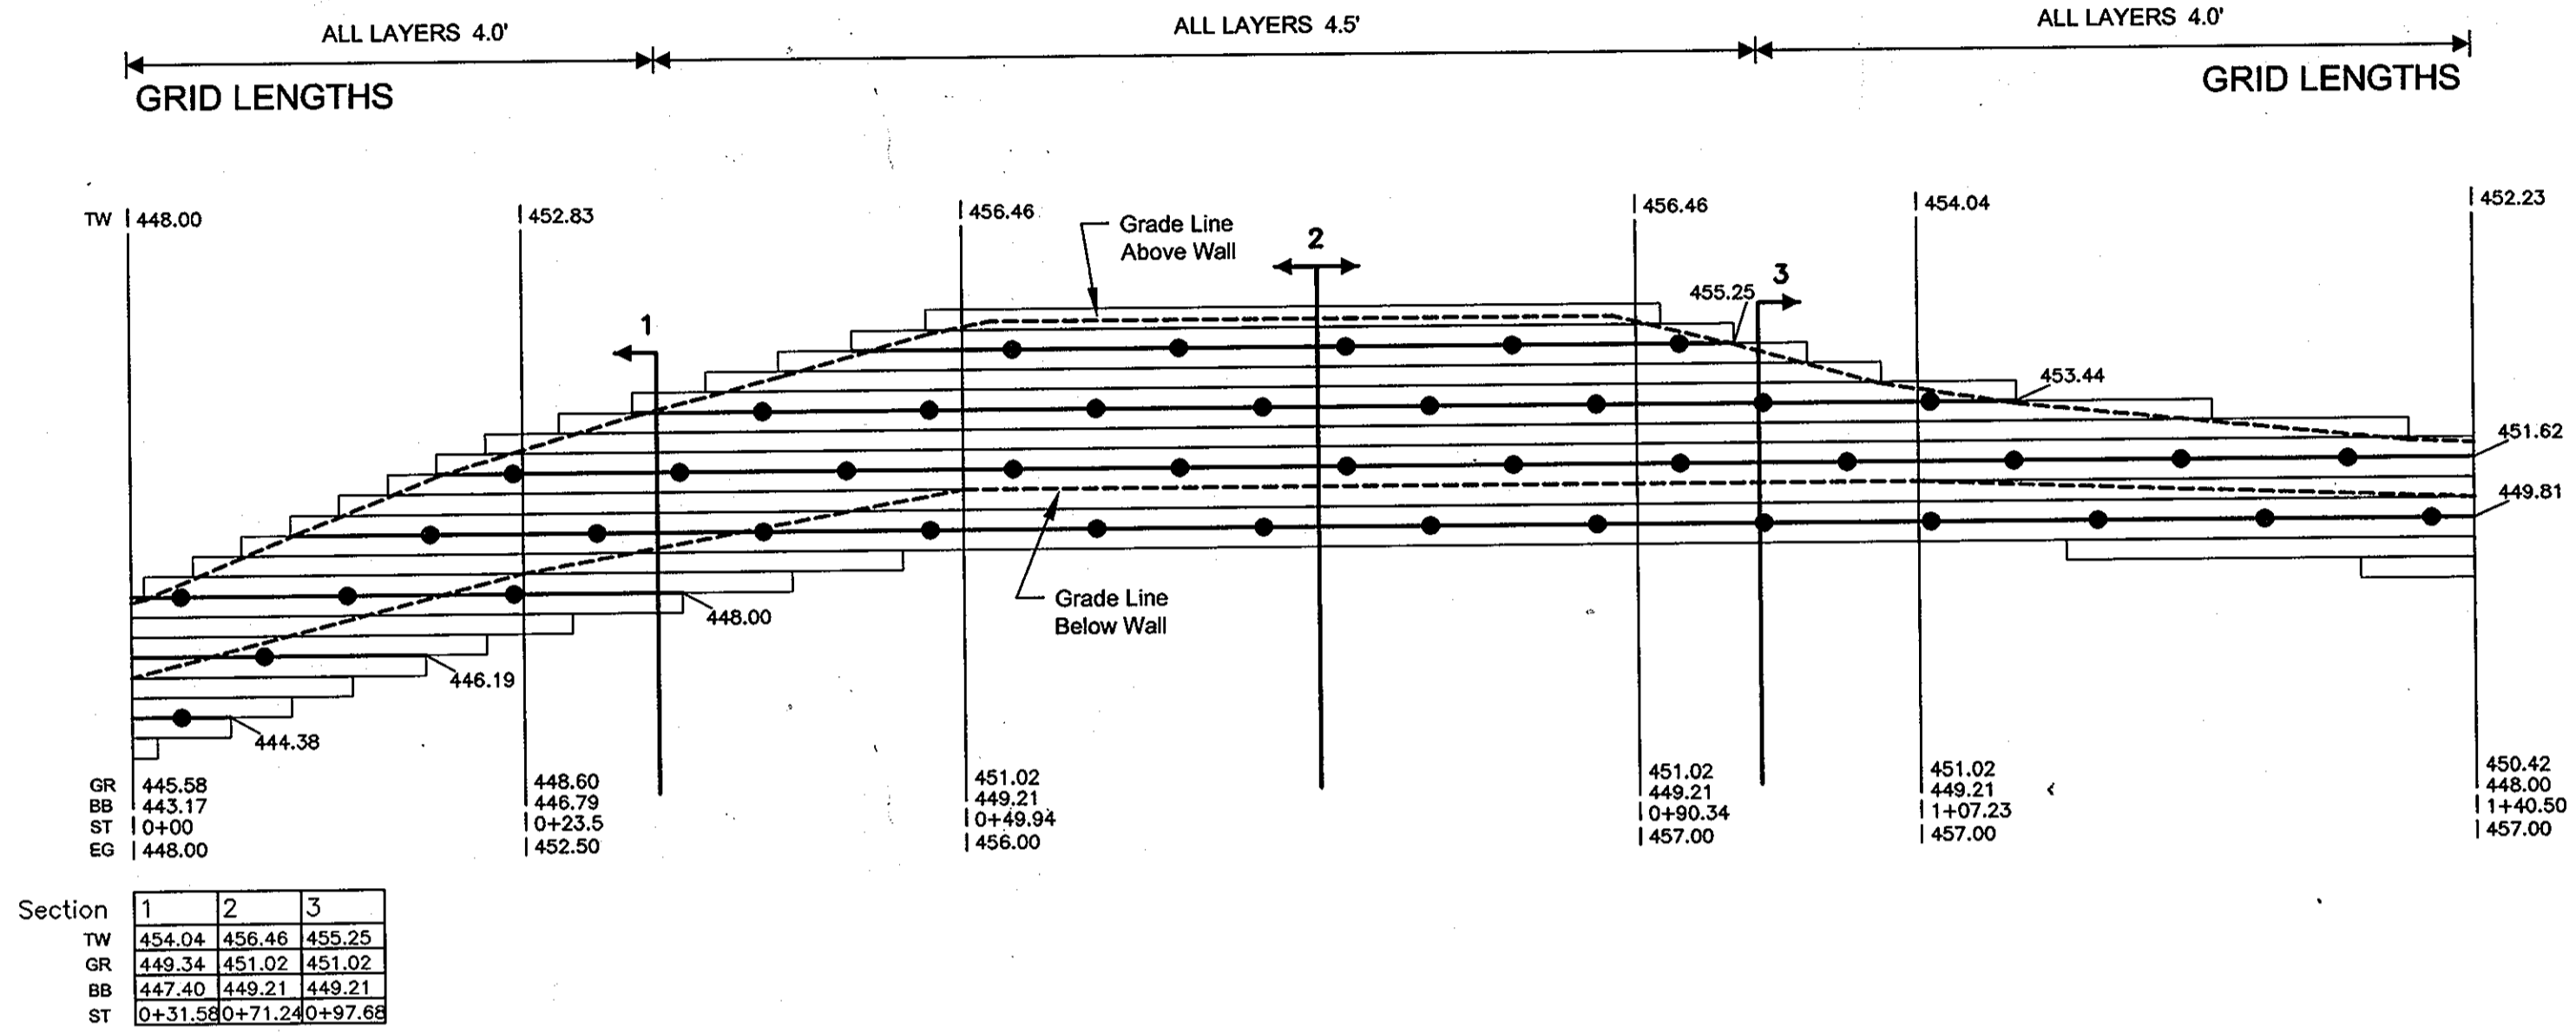 ALL LAYERS 4.0'
ALL LAYERS 4.5'
ALL LAYERS 4.0'
GRID LENGTHS
GRID LENGTHS
TW 448.00
452.83
456.46
456.46
454.04
452.23
Grade Line
Above Wall
1
2
3
455.25
453.44
451.62
449.81
448.00
446.19
444.38
Grade Line
Below Wall
GR 445.58 448.60 451.02 451.02 451.02 450.42
BB 443.17 446.79 449.21 449.21 449.21 448.00
ST 0+00 0+23.5 0+49.94 0+90.34 1+07.23 1+40.50
EG 448.00 452.50 456.00 457.00 457.00 457.00
Section 1 2 3
TW 454.04 456.46 455.25
GR 449.34 451.02 451.02
BB 447.40 449.21 449.21
ST 0+31.58 0+71.24 0+97.68